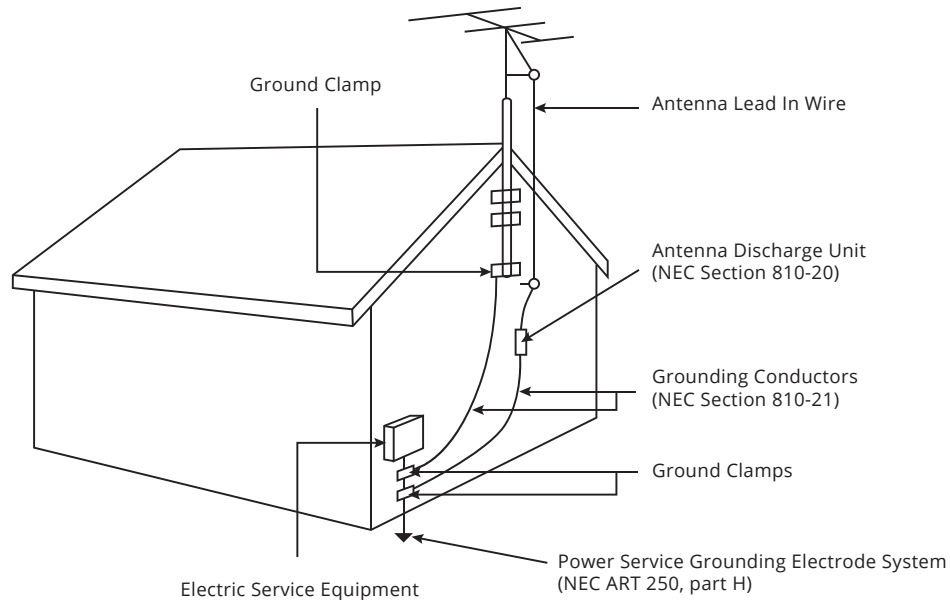 Ground Clamp
Antenna Lead In Wire
Antenna Discharge Unit
(NEC Section 810-20)
Grounding Conductors
(NEC Section 810-21)
Ground Clamps
Power Service Grounding Electrode System
(NEC ART 250, part H)
Electric Service Equipment